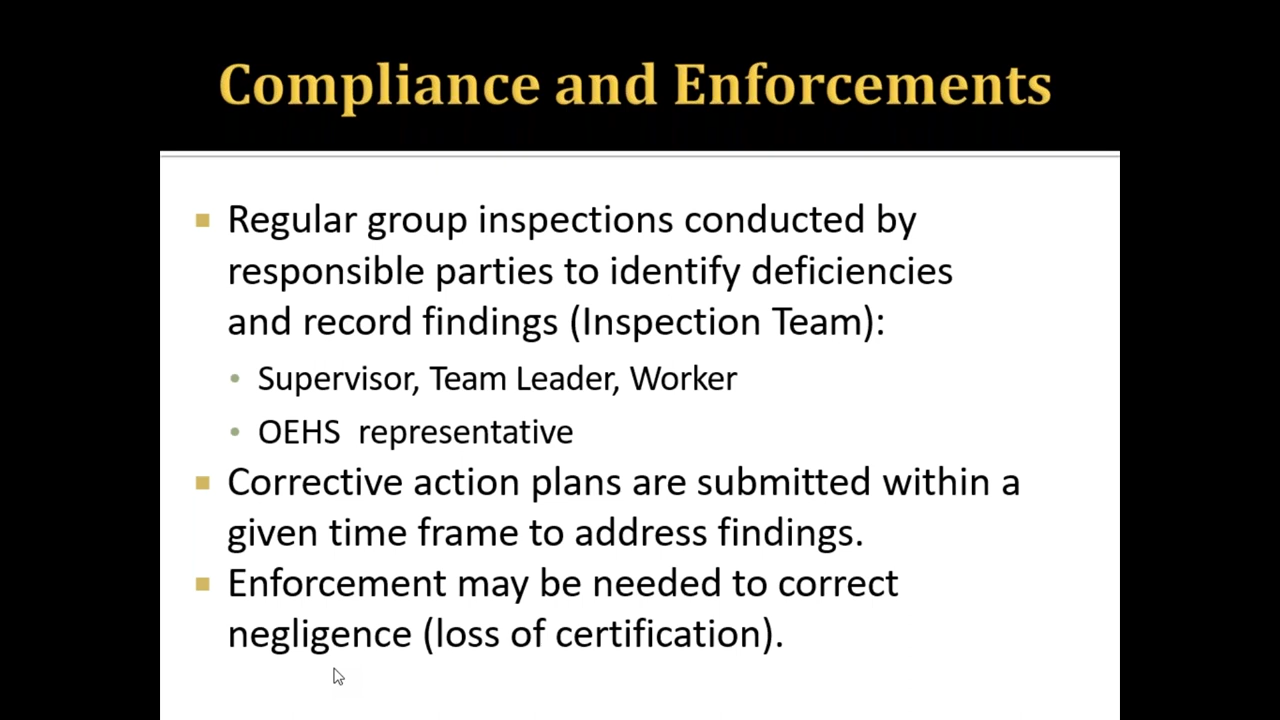 Compliance and Enforcements
Regular group inspections conducted by
responsible parties to identify deficiencies
and record findings (Inspection Team):
Supervisor, Team Leader, Worker
OEHS representative
Corrective action plans are submitted within a
given time frame to address findings.
Enforcement may be needed to correct
negligence (loss of certification).